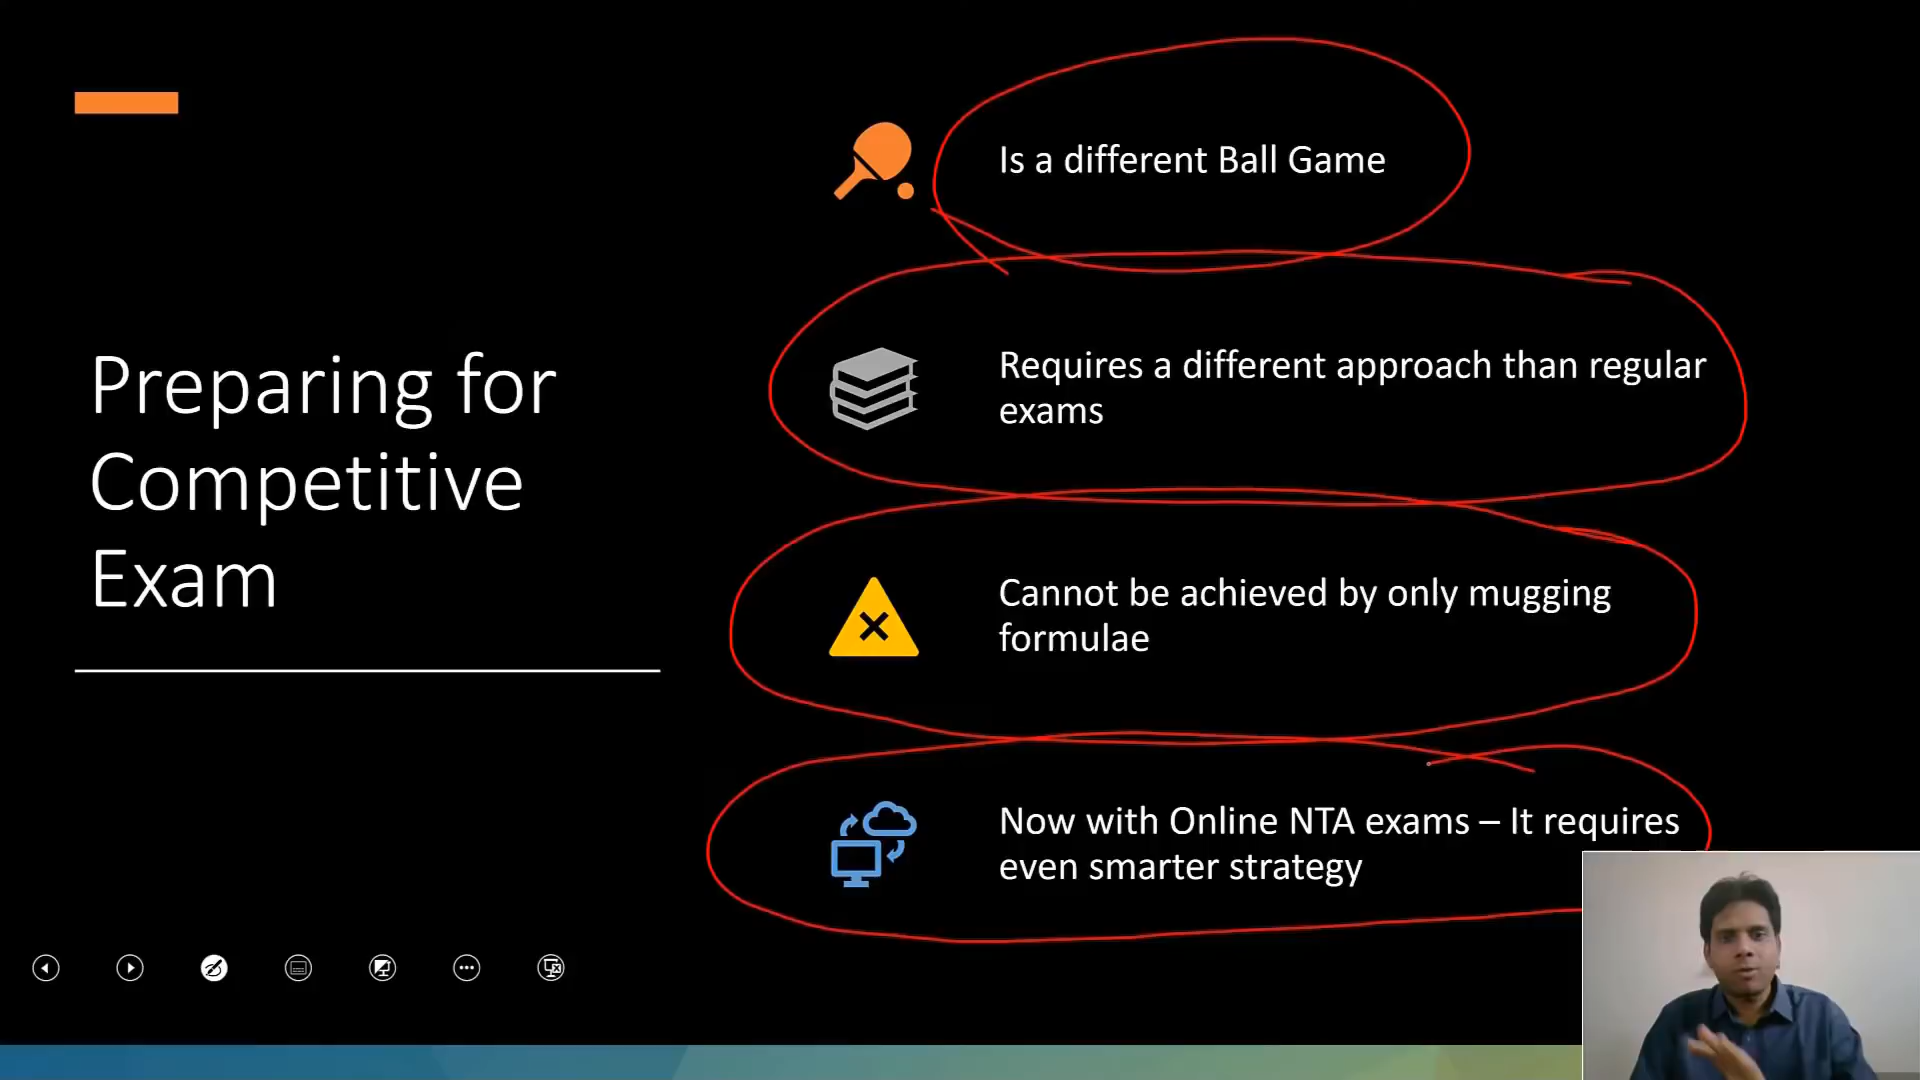 Preparing for
Competitive
Exam
Is a different Ball Game
Requires a different approach than regular
exams
Cannot be achieved by only mugging
formulae
Now with Online NTA exams – It requires
even smarter strategy